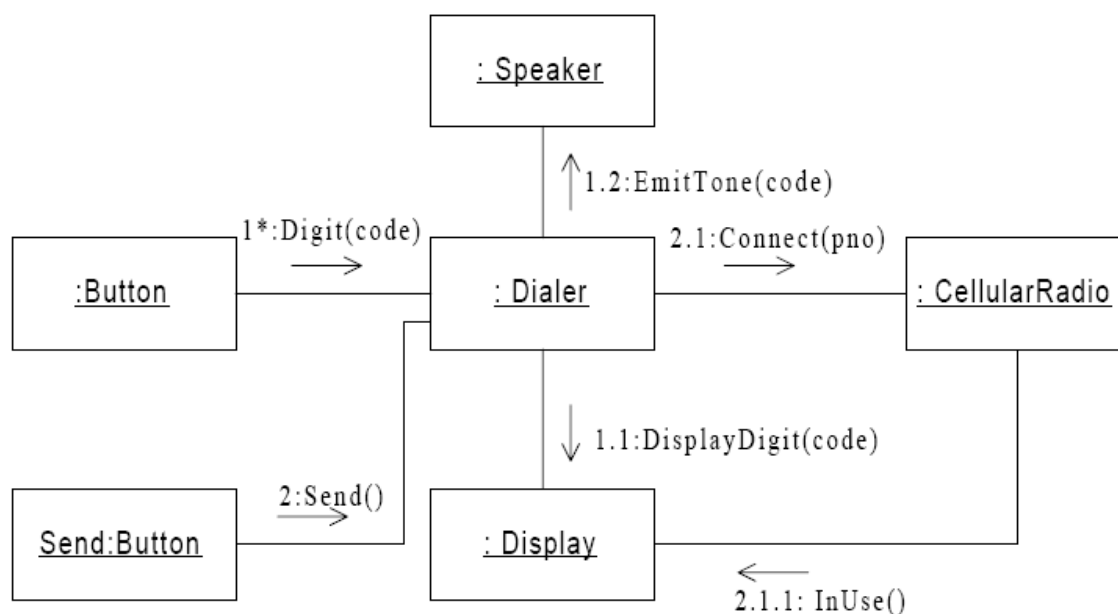 : Speaker
1.2:EmitTone(code)
1*:Digit(code)
2.1:Connect(pno)
:Button
: Dialer
: CellularRadio
1.1:DisplayDigit(code)
2:Send()
Send:Button
: Display
2.1.1: InUse()